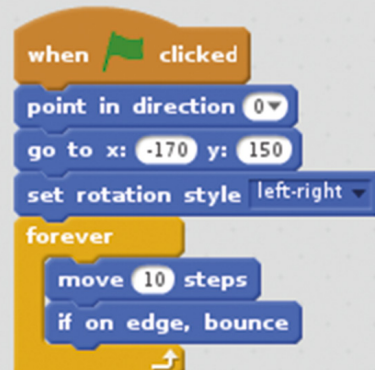 when clicked
point in direction 0
go to x: -170 y: 150
set rotation style left-right
forever
move 10 steps
if on edge, bounce